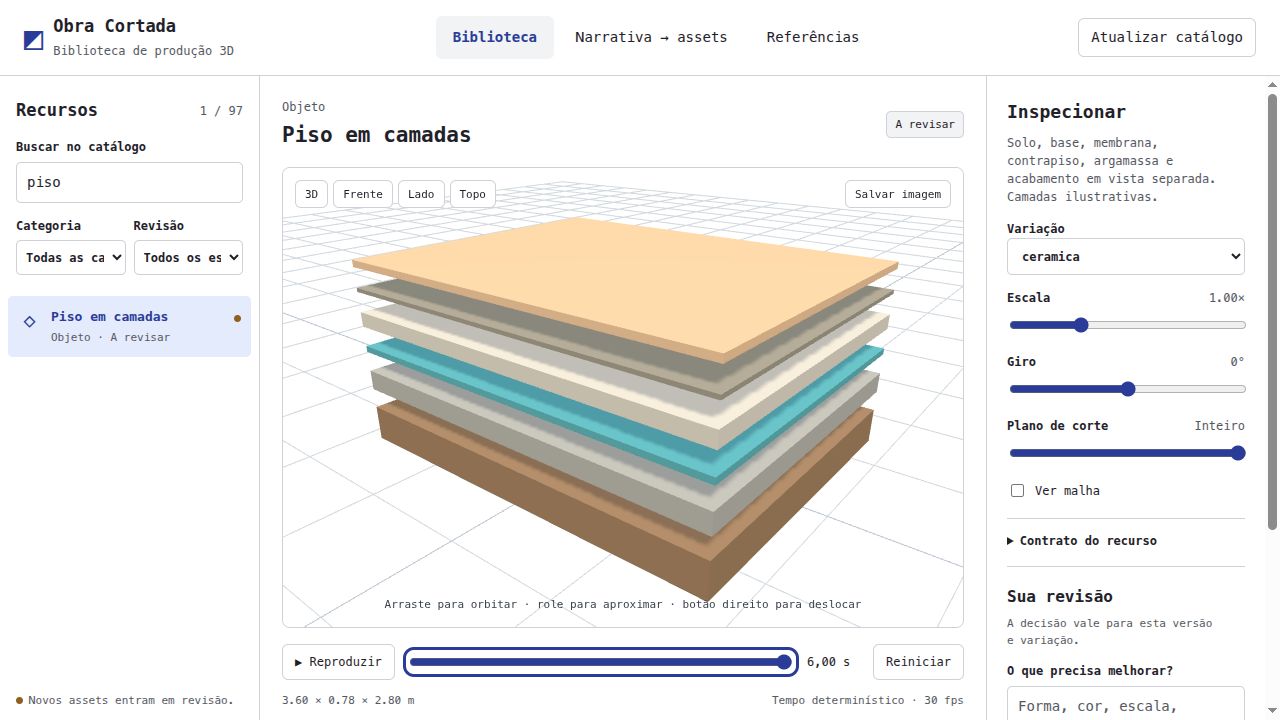 Obra Cortada
Biblioteca de produção 3D
Biblioteca
Narrativa → assets
Referências
Atualizar catálogo
Recursos
1 / 97
Buscar no catálogo
piso
Categoria
Revisão
Todas as ca
Todos os es
Piso em camadas
Objeto · A revisar
Novos assets entram em revisão.
Objeto
Piso em camadas
A revisar
3D
Frente
Lado
Topo
Salvar imagem
Arraste para orbitar · role para aproximar · botão direito para deslocar
▶ Reproduzir
6,00 s
Reiniciar
3.60 × 0.78 × 2.80 m
Tempo determinístico · 30 fps
Inspecionar
Solo, base, membrana,
contrapiso, argamassa e
acabamento em vista separada.
Camadas ilustrativas.
Variação
ceramica
Escala
1.00×
Giro
0°
Plano de corte
Inteiro
Ver malha
Contrato do recurso
Sua revisão
A decisão vale para esta versão
e variação.
O que precisa melhorar?
Forma, cor, escala,